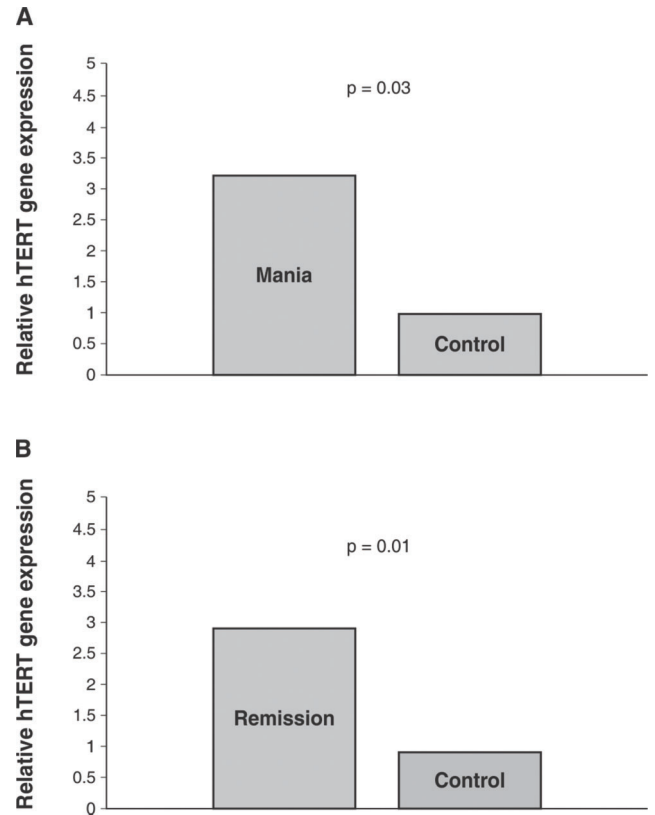 A
Relative hTERT gene expression
5
4.5
4
3.5
3
2.5
2
1.5
1
0.5
0
p = 0.03
Mania
Control
B
Relative hTERT gene expression
5
4.5
4
3.5
3
2.5
2
1.5
1
0.5
0
p = 0.01
Remission
Control